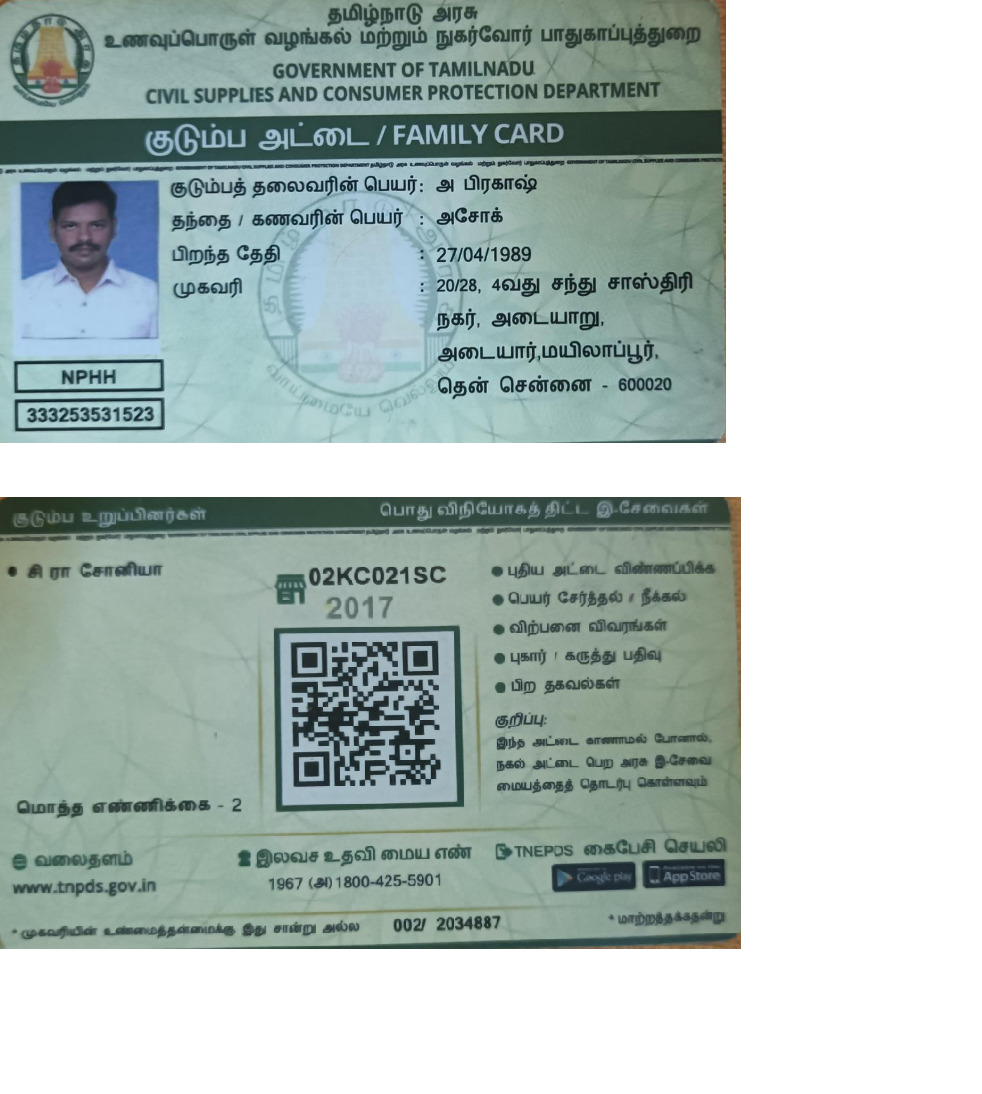 தமிழ்நாடு அரசு
உணவுப்பொருள் வழங்கல் மற்றும் நுகர்வோர் பாதுகாப்புத்துறை
GOVERNMENT OF TAMILNADU
CIVIL SUPPLIES AND CONSUMER PROTECTION DEPARTMENT
குடும்ப அட்டை / FAMILY CARD
குடும்பத் தலைவரின் பெயர் : அ பிரகாஷ்
தந்தை / கணவரின் பெயர் : அசோக்
பிறந்த தேதி : 27/04/1989
முகவரி : 20/28, 4வது சந்து சாஸ்திரி
நகர், அடையாறு,
அடையார்,மயிலாப்பூர்,
தென் சென்னை - 600020
NPHH
333253531523
குடும்ப உறுப்பினர்கள்
பொது விநியோகத் திட்ட இ-சேவைகள்
• சி ரா சோனியா
02KC021SC
2017
• புதிய அட்டை விண்ணப்பிக்க
• பெயர் சேர்த்தல் / நீக்கல்
• விற்பனை விவரங்கள்
• புகார் / கருத்து பதிவு
• பிற தகவல்கள்
குறிப்பு:
இந்த அட்டை காணாமல் போனால்,
நகல் அட்டை பெற அரசு இ-சேவை
மையத்தைத் தொடர்பு கொள்ளவும்
மொத்த எண்ணிக்கை - 2
வலைதளம்
www.tnpds.gov.in
இலவச உதவி மைய எண்
1967 (அ) 1800-425-5901
TNEPDS கைபேசி செயலி
Google play
App Store
* முகவரியின் உண்மைத்தன்மைக்கு இது சான்று அல்ல
002/ 2034887
* மாற்றத்தக்கதன்று